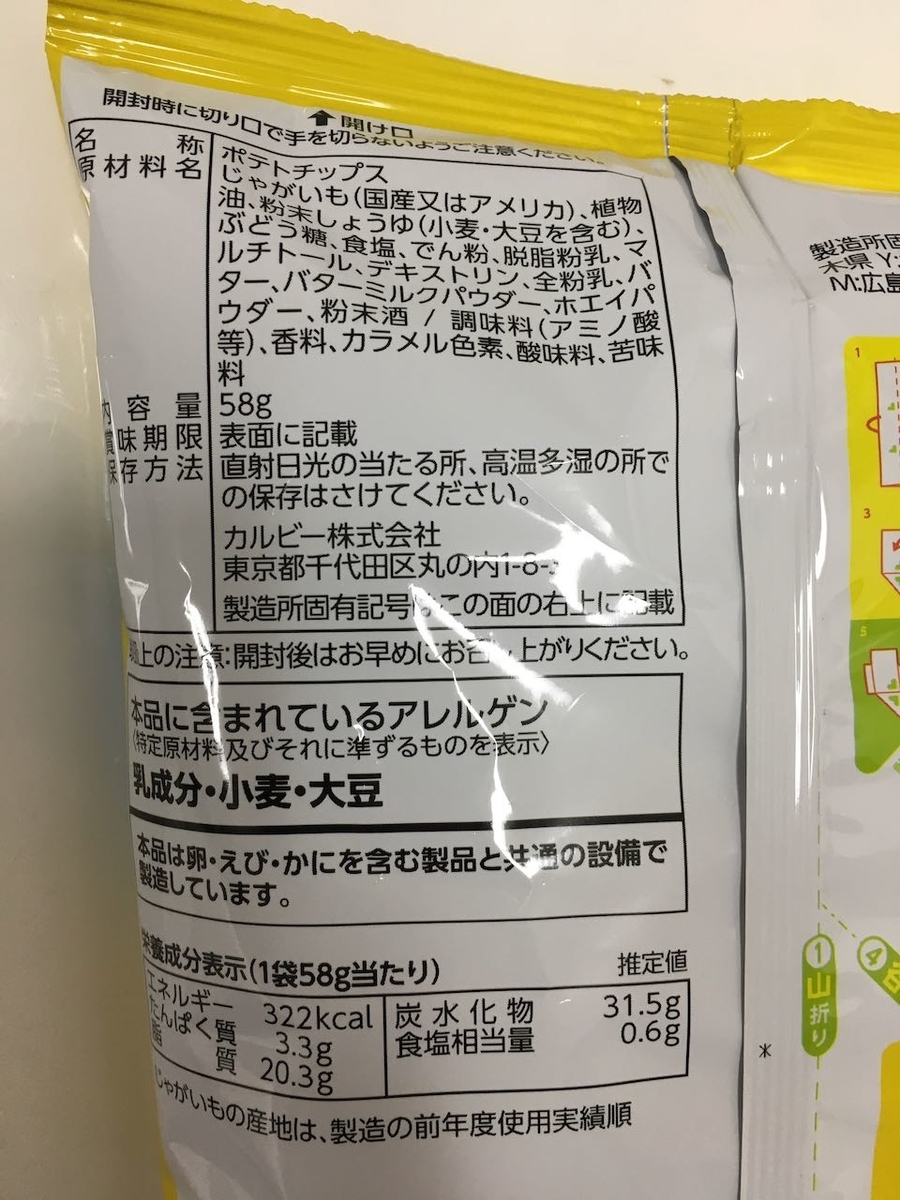 開け口
開封時に切り口で手を切らないようご注意ください。
名称 ポテトチップス
原材料名 じゃがいも(国産又はアメリカ)、植物
油、粉末しょうゆ(小麦・大豆を含む)、
ぶどう糖、食塩、でん粉、脱脂粉乳、マ
ルチトール、デキストリン、全粉乳、バ
ター、バターミルクパウダー、ホエイパ
ウダー、粉末酒 / 調味料(アミノ酸
等)、香料、カラメル色素、酸味料、苦味
料
内容量 58g
賞味期限 表面に記載
保存方法 直射日光の当たる所、高温多湿の所で
の保存はさけてください。
カルビー株式会社
東京都千代田区丸の内1-8-
製造所固有記号はこの面の右上に記載
上の注意:開封後はお早めにお召し上がりください。
本品に含まれているアレルゲン
〈特定原材料及びそれに準ずるものを表示〉
乳成分・小麦・大豆
本品は卵・えび・かにを含む製品と共通の設備で
製造しています。
栄養成分表示(1袋58g当たり) 推定値
エネルギー 322kcal 炭水化物 31.5g
たんぱく質 3.3g 食塩相当量 0.6g
脂質 20.3g
じゃがいもの産地は、製造の前年度使用実績順
製造所固
木県 Y:
M:広島
1
3
5
1 山折り
4
*